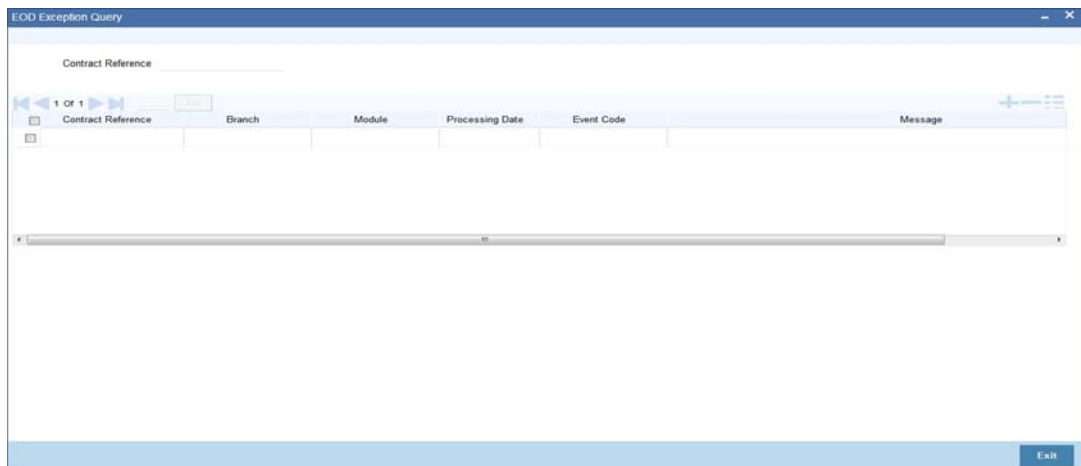 EOD Exception Query
Contract Reference
1 Of 1
Contract Reference Branch Module Processing Date Event Code Message
Exit